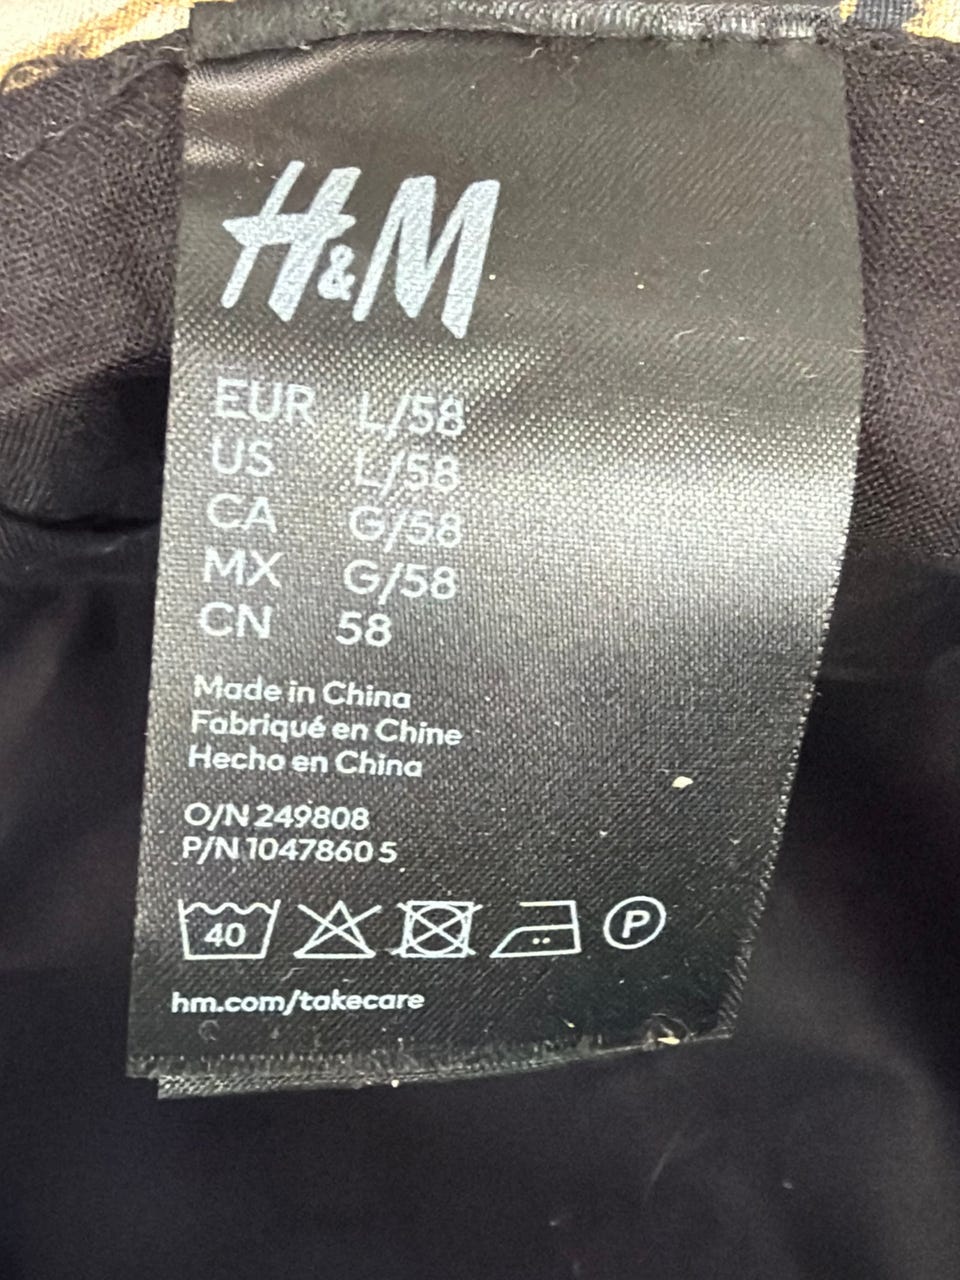 H&M
EUR L/58
US L/58
CA G/58
MX G/58
CN 58
Made in China
Fabriqué en Chine
Hecho en China
O/N 249808
P/N 1047860 S
40 P
hm.com/takecare